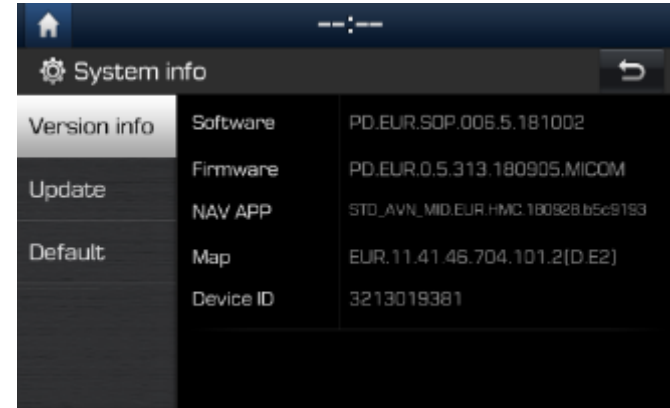 --:--
System info
Version info
Update
Default
Software PD.EUR.SOP.006.5.181002
Firmware PD.EUR.0.5.313.180905.MICOM
NAV APP STD_AVN_MID.EUR.HMC.180928.b5c9193
Map EUR.11.41.46.704.101.2(D.E2)
Device ID 3213019381